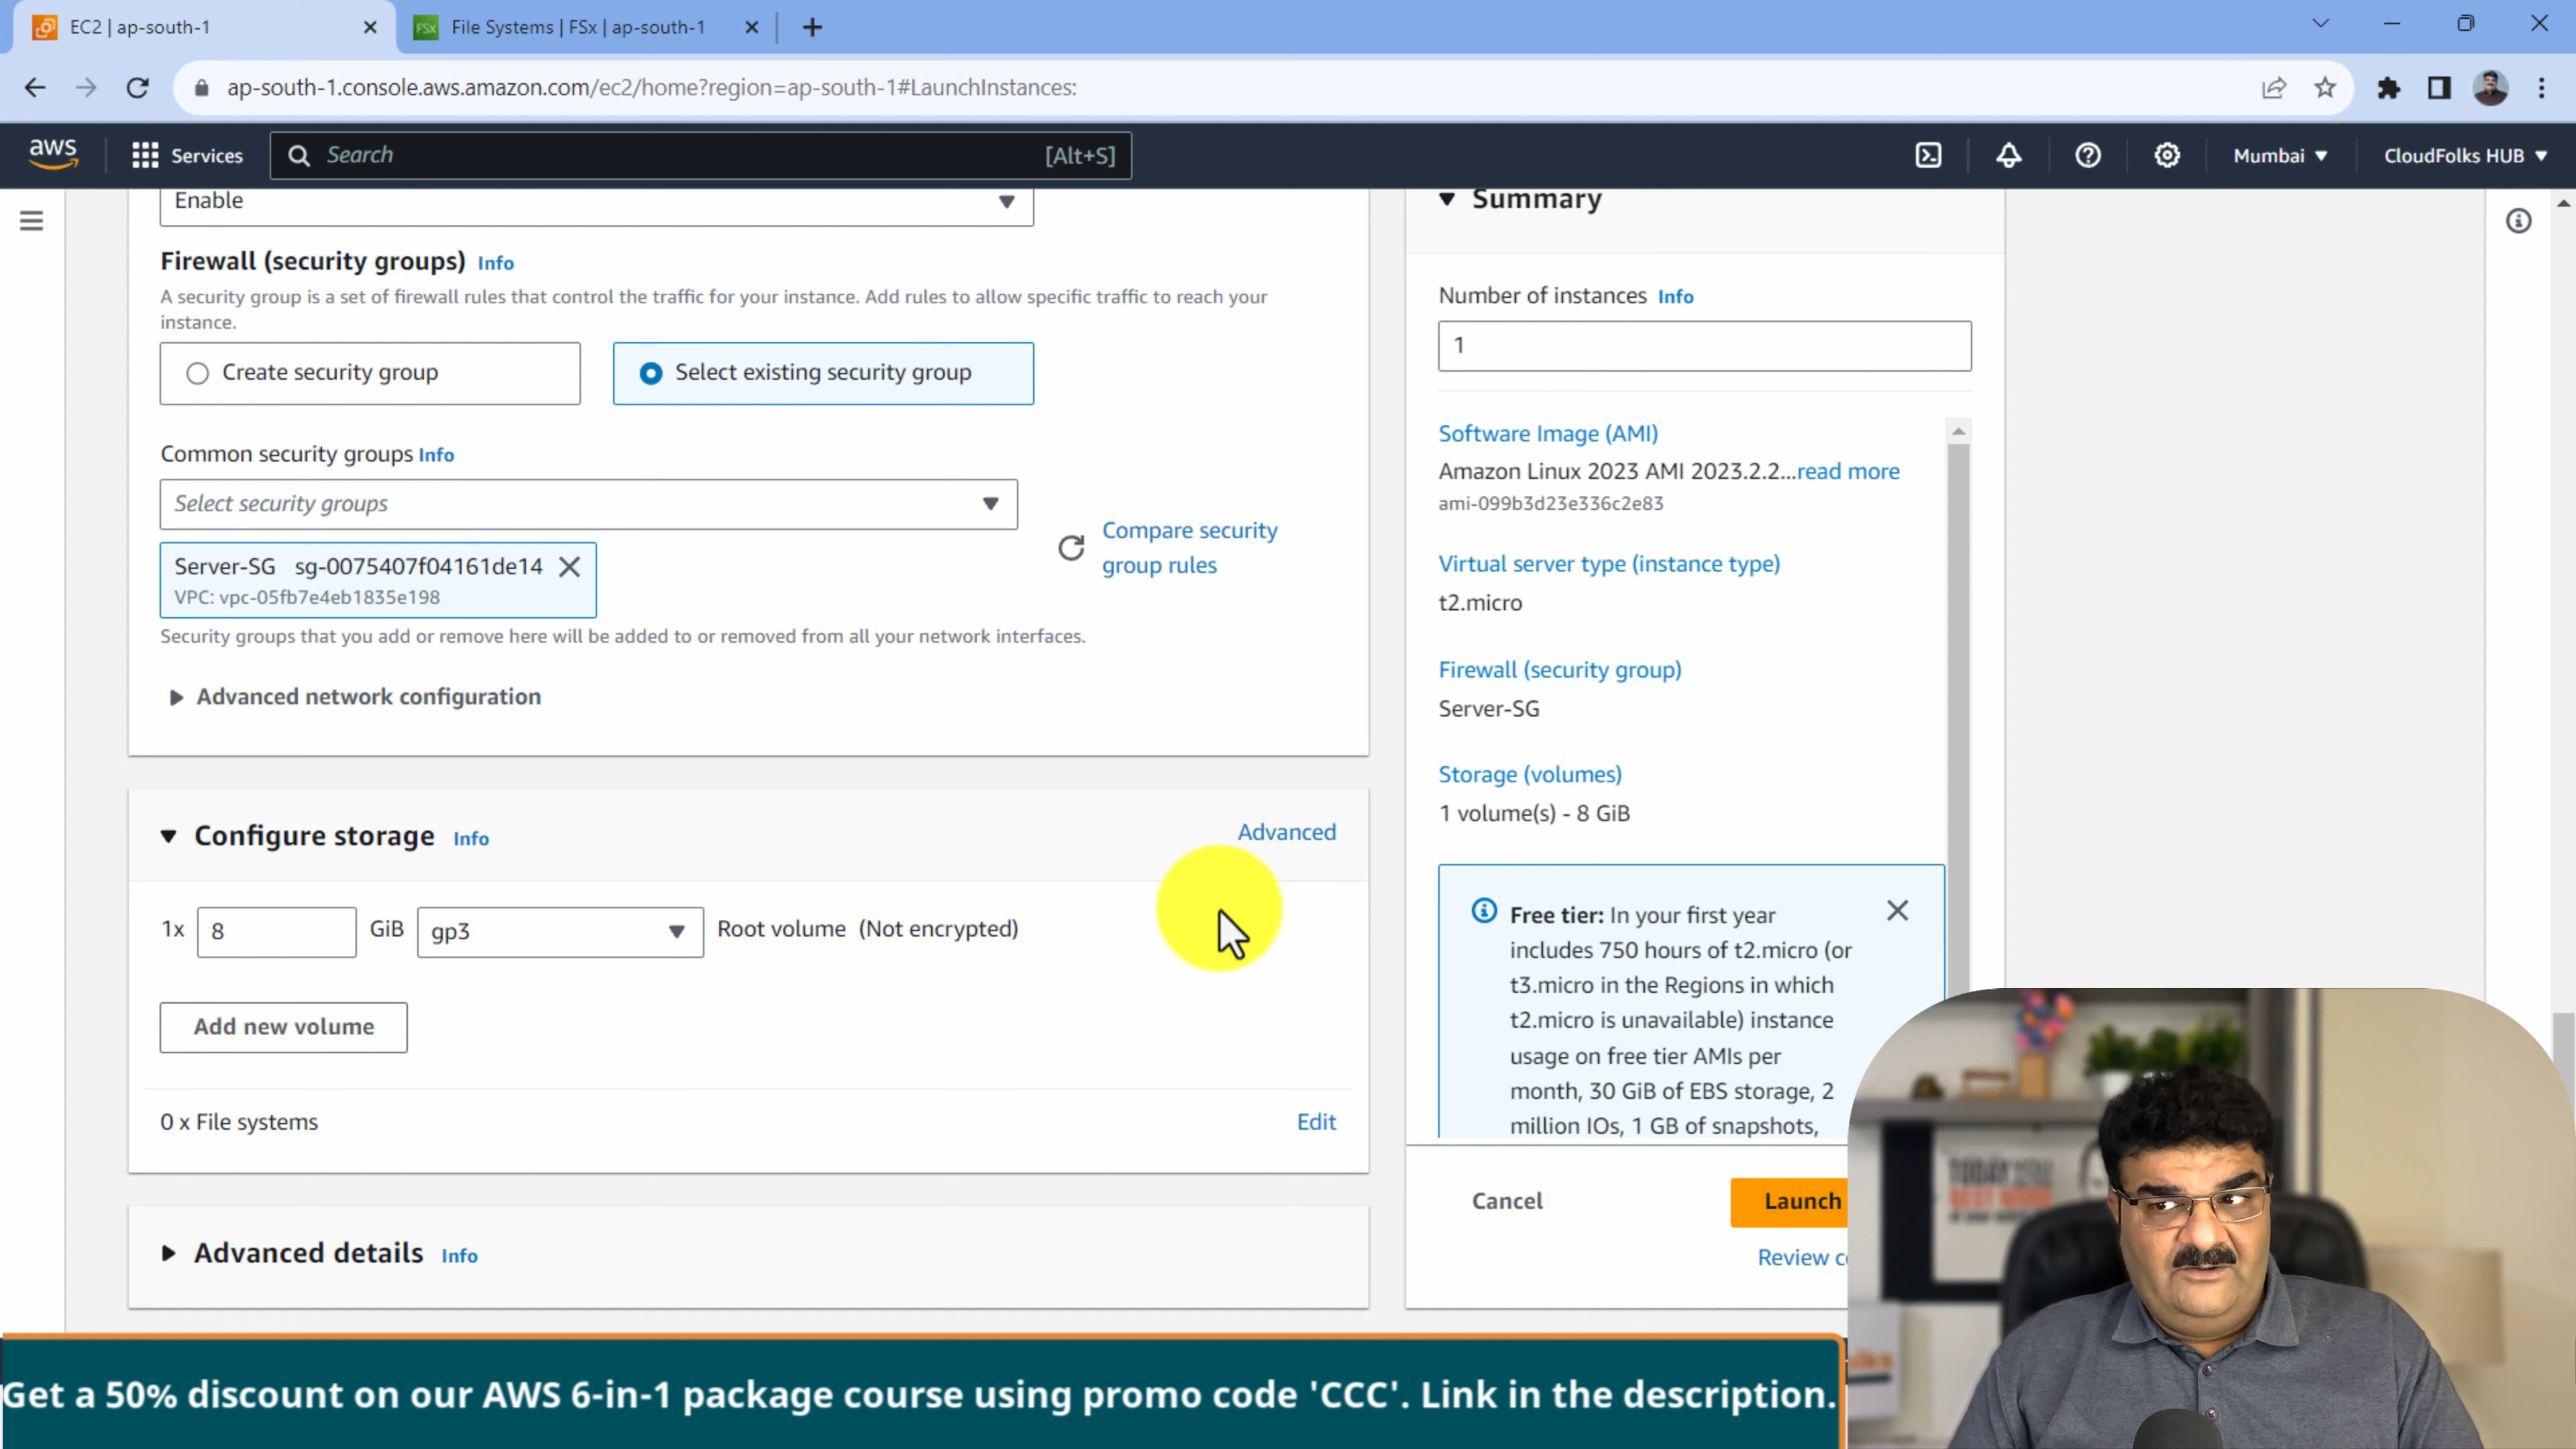 EC2 | ap-south-1
FSx
File Systems | FSx | ap-south-1
ap-south-1.console.aws.amazon.com/ec2/home?region=ap-south-1#LaunchInstances:
aws
Services
Search
[Alt+S]
Mumbai
CloudFolks HUB
Enable
Firewall (security groups) Info
A security group is a set of firewall rules that control the traffic for your instance. Add rules to allow specific traffic to reach your
instance.
Create security group
Select existing security group
Common security groups Info
Select security groups
Compare security
group rules
Server-SG sg-0075407f04161de14
VPC: vpc-05fb7e4eb1835e198
Security groups that you add or remove here will be added to or removed from all your network interfaces.
Advanced network configuration
Configure storage Info
Advanced
1x 8 GiB gp3 Root volume (Not encrypted)
Add new volume
0 x File systems
Edit
Advanced details Info
Summary
Number of instances Info
1
Software Image (AMI)
Amazon Linux 2023 AMI 2023.2.2...read more
ami-099b3d23e336c2e83
Virtual server type (instance type)
t2.micro
Firewall (security group)
Server-SG
Storage (volumes)
1 volume(s) - 8 GiB
Free tier: In your first year
includes 750 hours of t2.micro (or
t3.micro in the Regions in which
t2.micro is unavailable) instance
usage on free tier AMIs per
month, 30 GiB of EBS storage, 2
million IOs, 1 GB of snapshots,
Cancel
Launch
Review
Get a 50% discount on our AWS 6-in-1 package course using promo code 'CCC'. Link in the description.